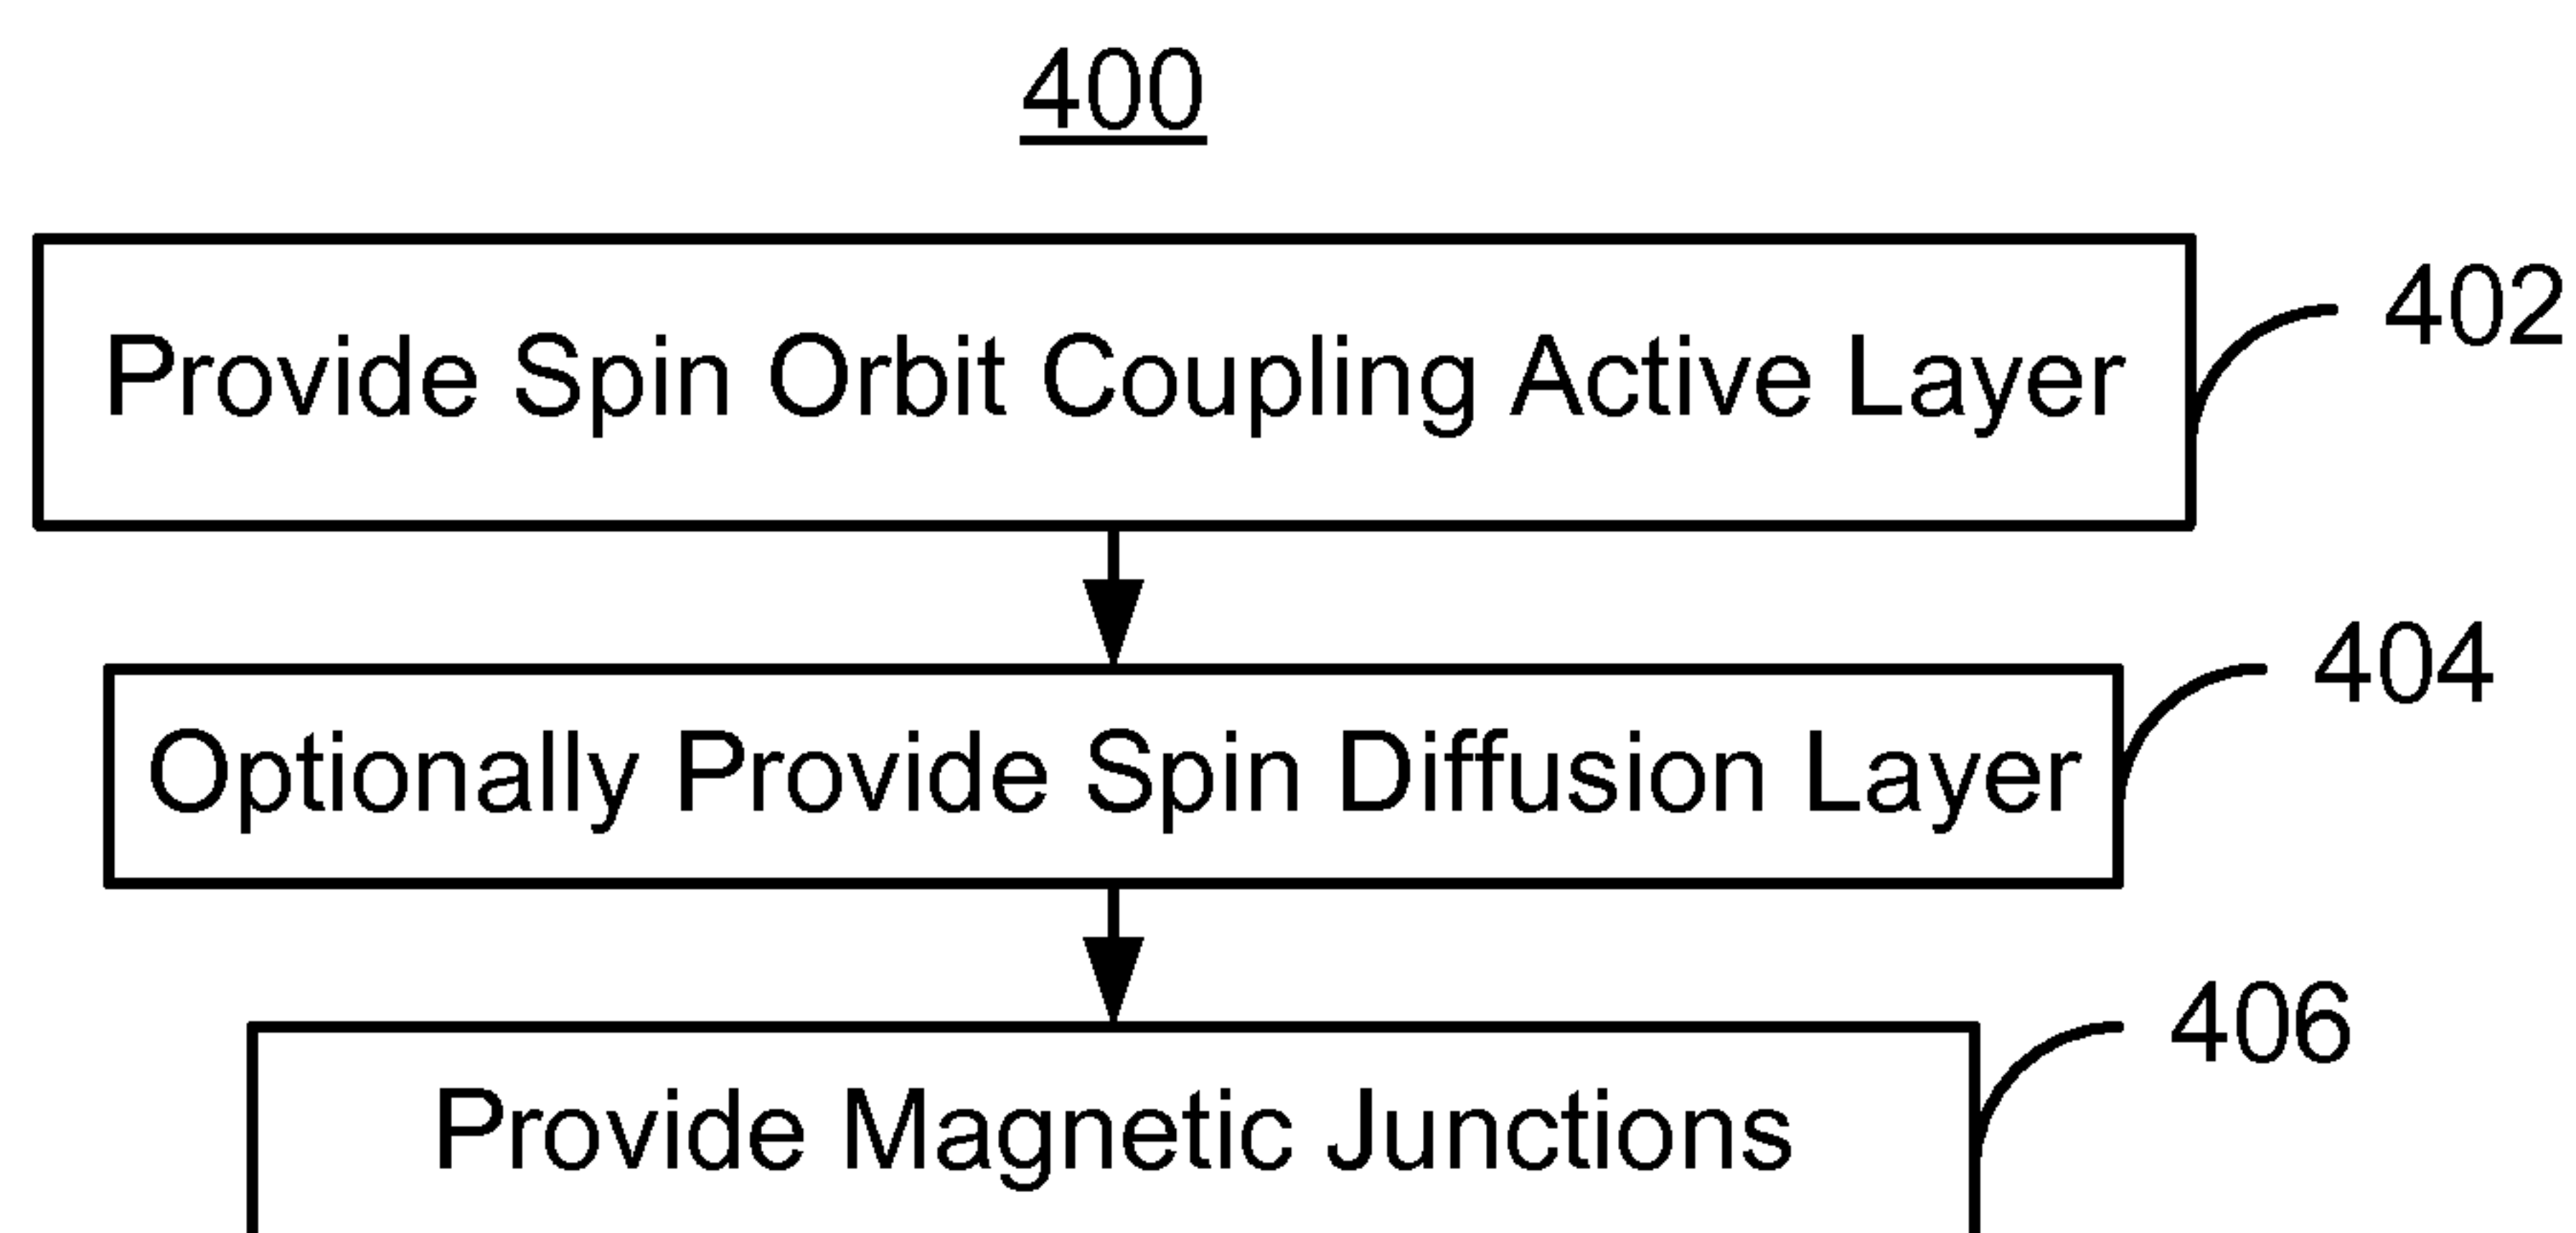 400
Provide Spin Orbit Coupling Active Layer
402
Optionally Provide Spin Diffusion Layer
404
Provide Magnetic Junctions
406